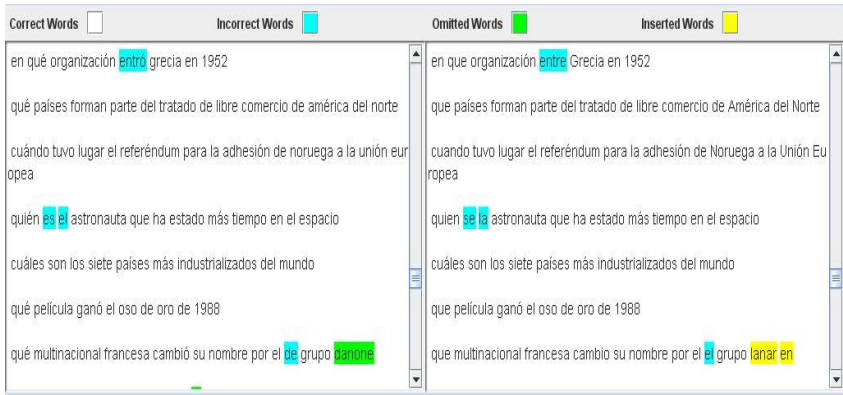 Correct Words Incorrect Words Omitted Words Inserted Words
en qué organización entró grecia en 1952
qué países forman parte del tratado de libre comercio de américa del norte
cuándo tuvo lugar el referéndum para la adhesión de noruega a la unión eur
opea
quién es el astronauta que ha estado más tiempo en el espacio
cuáles son los siete países más industrializados del mundo
qué película ganó el oso de oro de 1988
qué multinacional francesa cambió su nombre por el de grupo danone
en que organización entre Grecia en 1952
que países forman parte del tratado de libre comercio de América del Norte
cuando tuvo lugar el referéndum para la adhesión de Noruega a la Unión Eu
ropea
quien se la astronauta que ha estado más tiempo en el espacio
cuáles son los siete países más industrializados del mundo
que película ganó el oso de oro de 1988
que multinacional francesa cambio su nombre por el el grupo lanar en